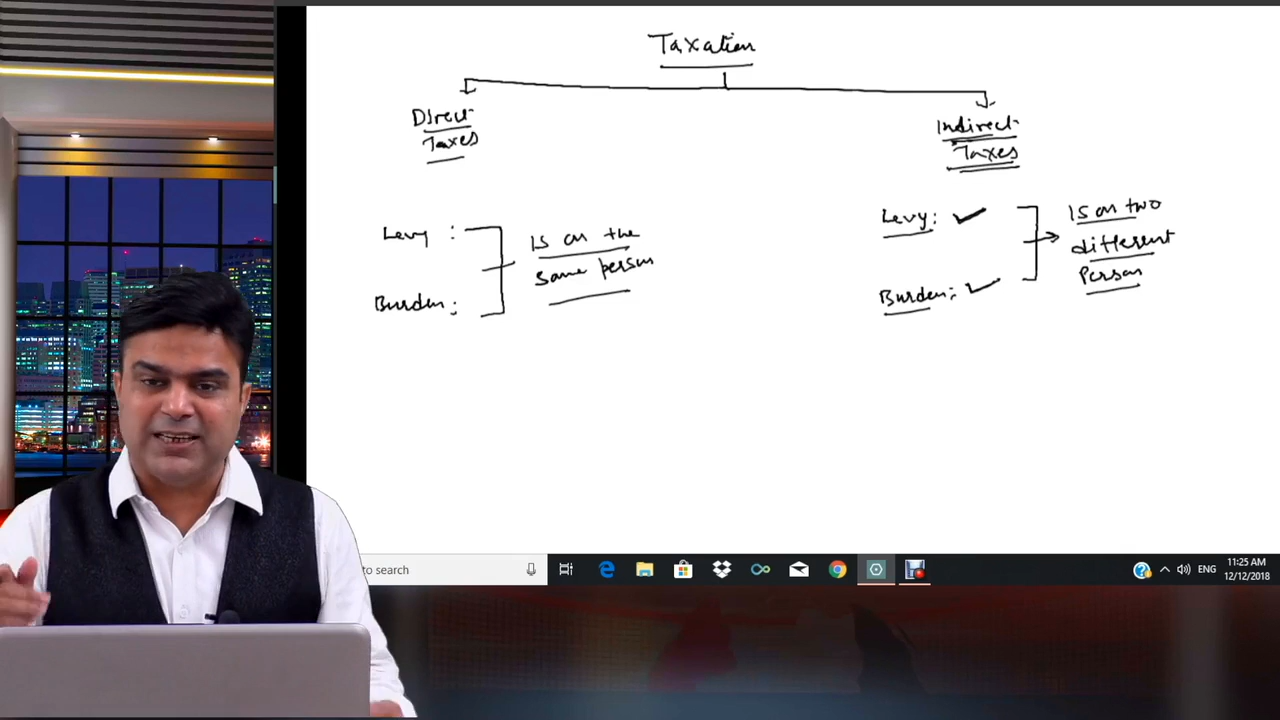 Taxation
Direct
Taxes
Indirect
Taxes
Levy :
Burden :
Is on the
same person
Levy :
Burden :
Is on two
different
Person
to search
ENG
11:25 AM
12/12/2018